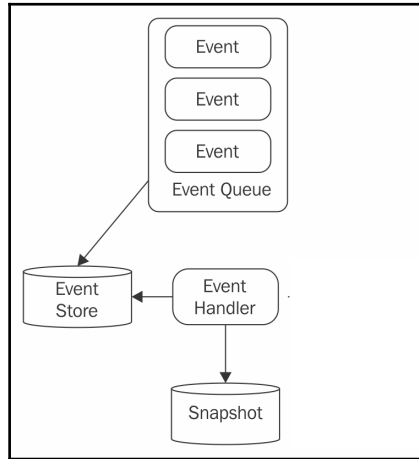 Event
Event
Event
Event Queue
Event
Store
Event
Handler
Snapshot